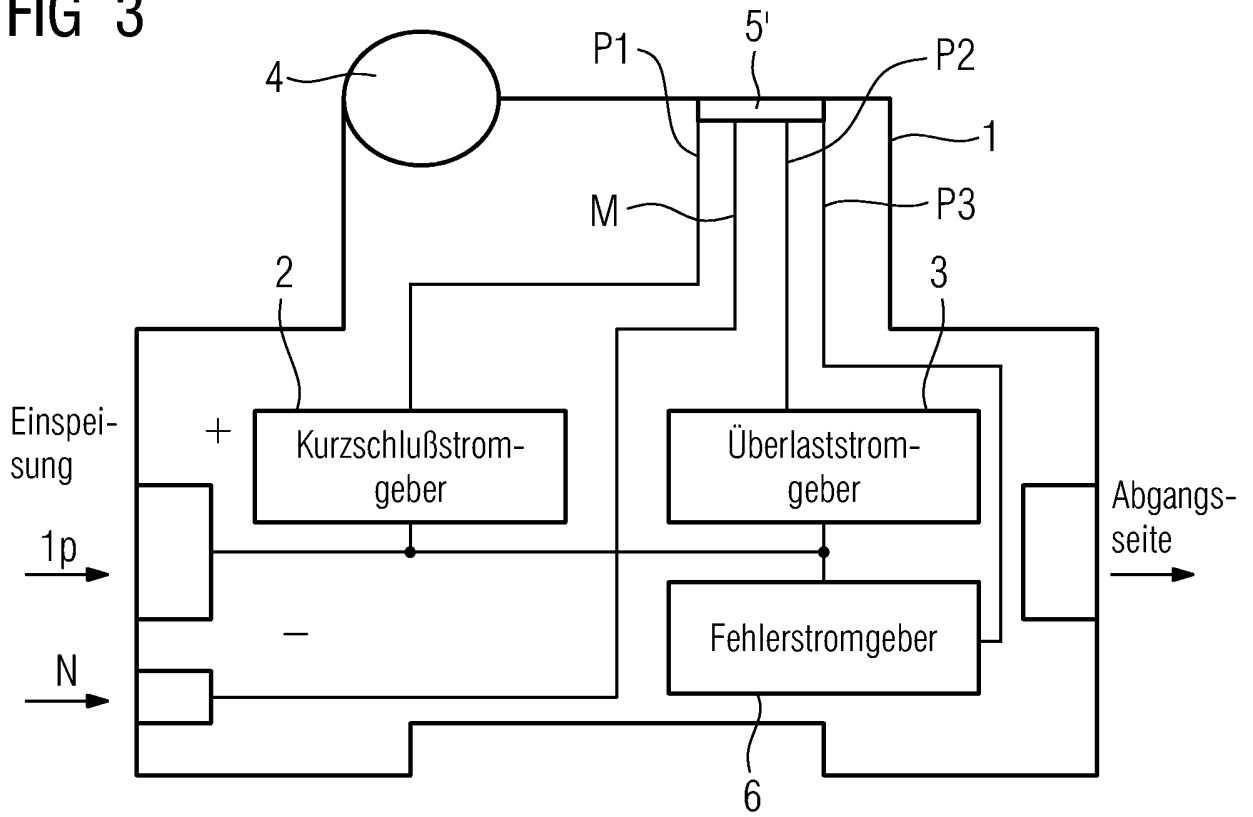 FIG 3
5'
P1
P2
4
1
M
P3
2
3
Einspei-
sung
+
Kurzschlußstrom-
geber
Überlaststrom-
geber
Abgangs-
seite
1p
–
Fehlerstromgeber
N
6